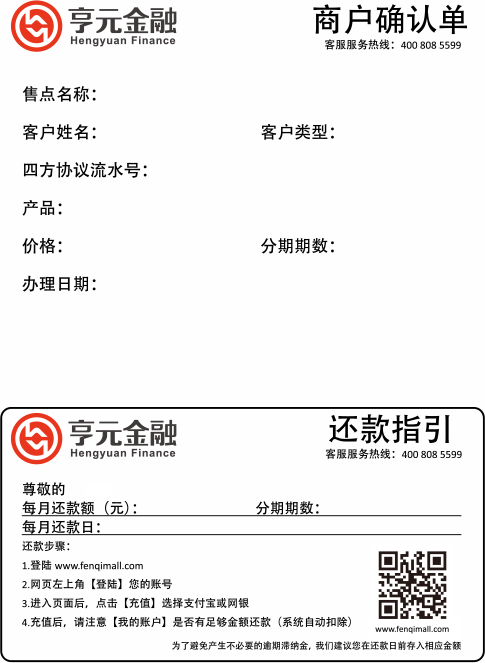 亨元金融
Hengyuan Finance
商户确认单
客服服务热线：400 808 5599
售点名称：
客户姓名： 客户类型：
四方协议流水号：
产品：
价格： 分期期数：
办理日期：
亨元金融
Hengyuan Finance
还款指引
客服服务热线：400 808 5599
尊敬的
每月还款额（元）： 分期期数：
每月还款日：
还款步骤：
1.登陆 www.fenqimall.com
2.网页左上角【登陆】您的账号
3.进入页面后，点击【充值】选择支付宝或网银
4.充值后，请注意【我的账户】是否有足够金额还款（系统自动扣除）
www.fenqimall.com
为了避免产生不必要的逾期滞纳金，我们建议您在还款日前存入相应金额